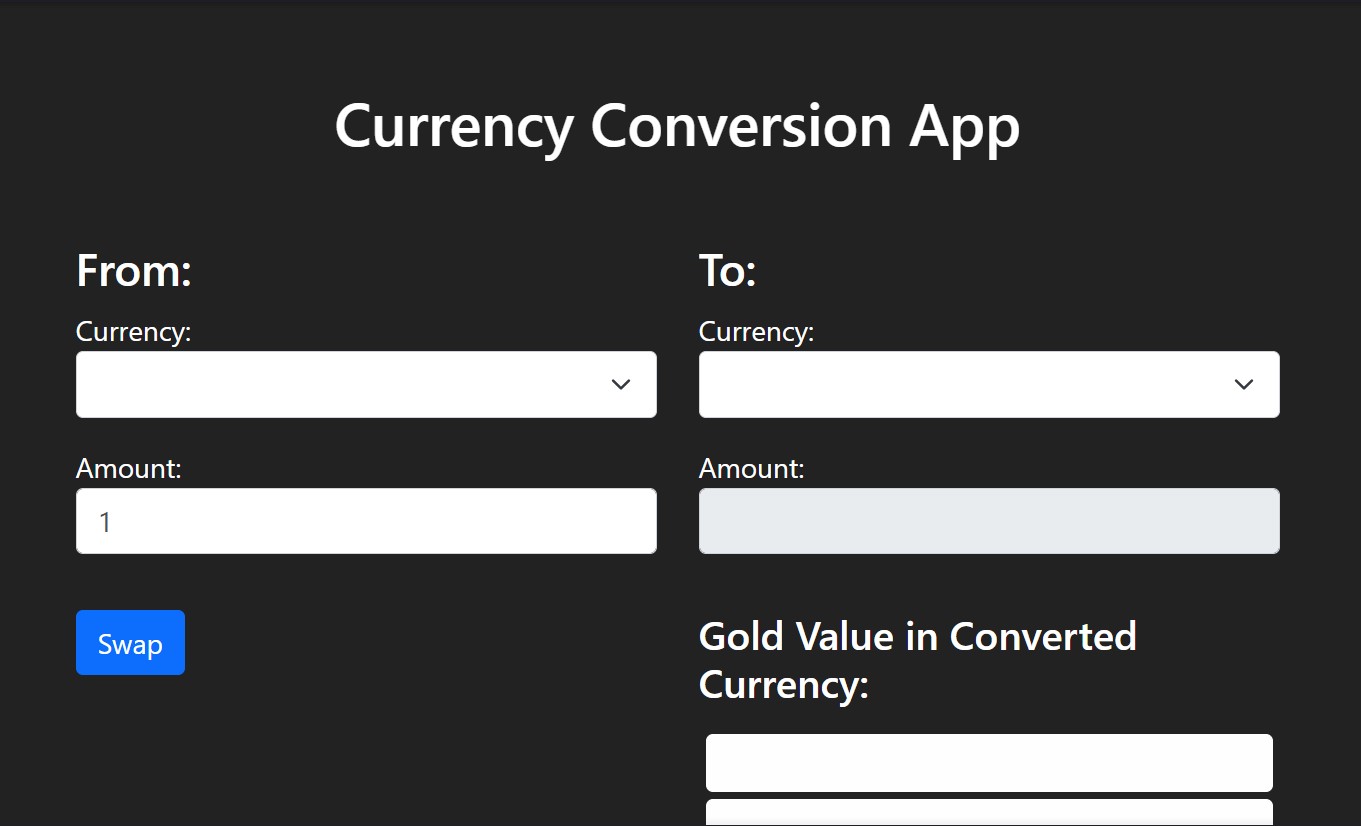 Currency Conversion App
From:
Currency:
Amount:
1
Swap
To:
Currency:
Amount:
Gold Value in Converted
Currency: